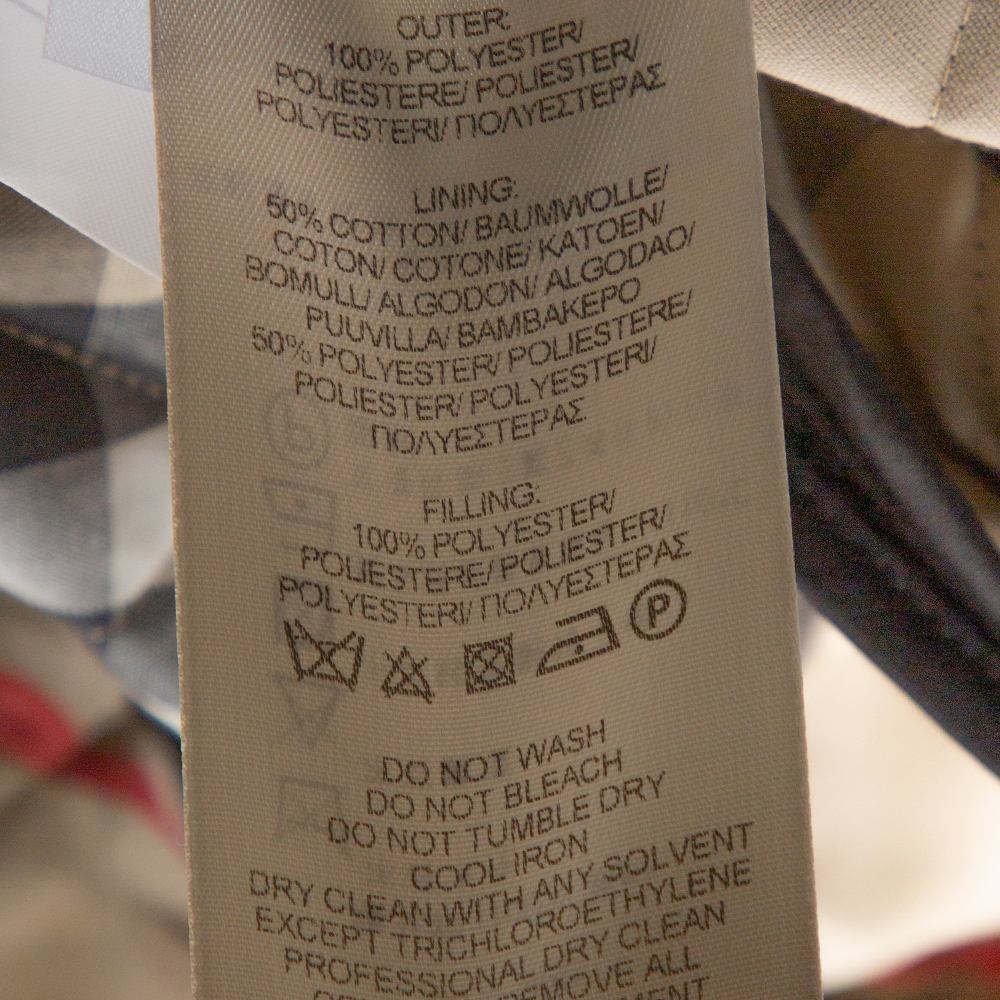 OUTER:
100% POLYESTER/
POLIESTERE/ POLIESTER/
POLYESTERI/ ΠΟΛΥΕΣΤΕΡΑΣ
LINING:
50% COTTON/ BAUMWOLLE/
COTON/ COTONE/ KATOEN/
BOMULL/ ALGODON/ ALGODAO/
PUUVILLA/ BAMBAKEPO
50% POLYESTER/ POLIESTERE/
POLIESTER/ POLYESTERI/
ΠΟΛΥΕΣΤΕΡΑΣ
FILLING:
100% POLYESTER/
POLIESTERE/ POLIESTER/
POLYESTERI/ ΠΟΛΥΕΣΤΕΡΑΣ
P
DO NOT WASH
DO NOT BLEACH
DO NOT TUMBLE DRY
COOL IRON
DRY CLEAN WITH ANY SOLVENT
EXCEPT TRICHLOROETHYLENE
PROFESSIONAL DRY CLEAN
REMOVE ALL